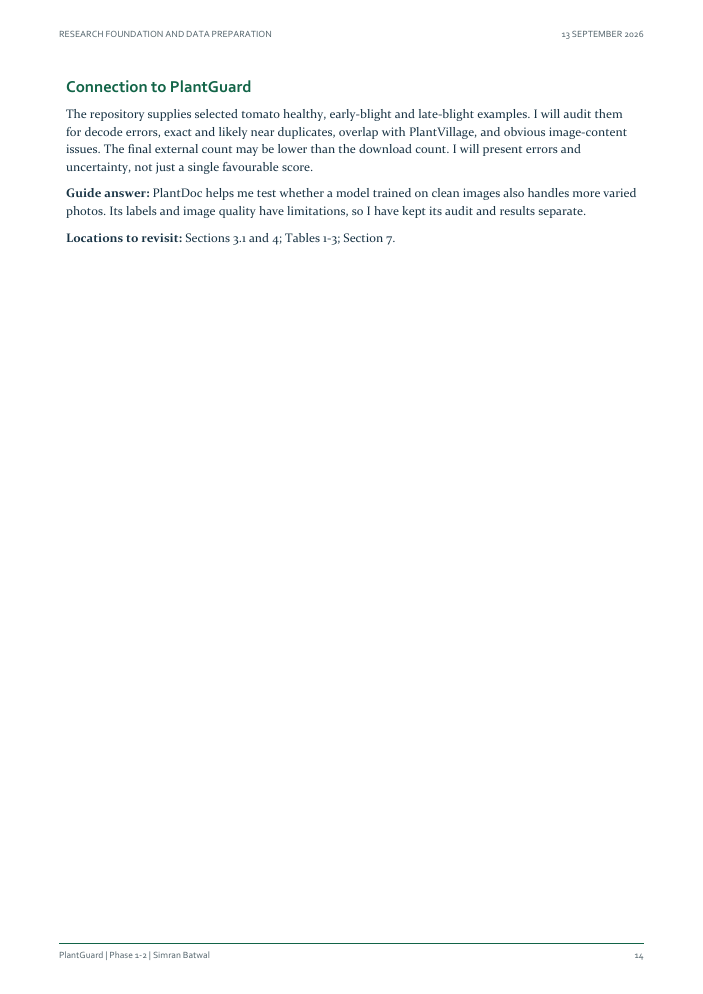 RESEARCH FOUNDATION AND DATA PREPARATION 13 SEPTEMBER 2026
Connection to PlantGuard
The repository supplies selected tomato healthy, early-blight and late-blight examples. I will audit them
for decode errors, exact and likely near duplicates, overlap with PlantVillage, and obvious image-content
issues. The final external count may be lower than the download count. I will present errors and
uncertainty, not just a single favourable score.
Guide answer: PlantDoc helps me test whether a model trained on clean images also handles more varied
photos. Its labels and image quality have limitations, so I have kept its audit and results separate.
Locations to revisit: Sections 3.1 and 4; Tables 1-3; Section 7.
PlantGuard | Phase 1-2 | Simran Batwal 14